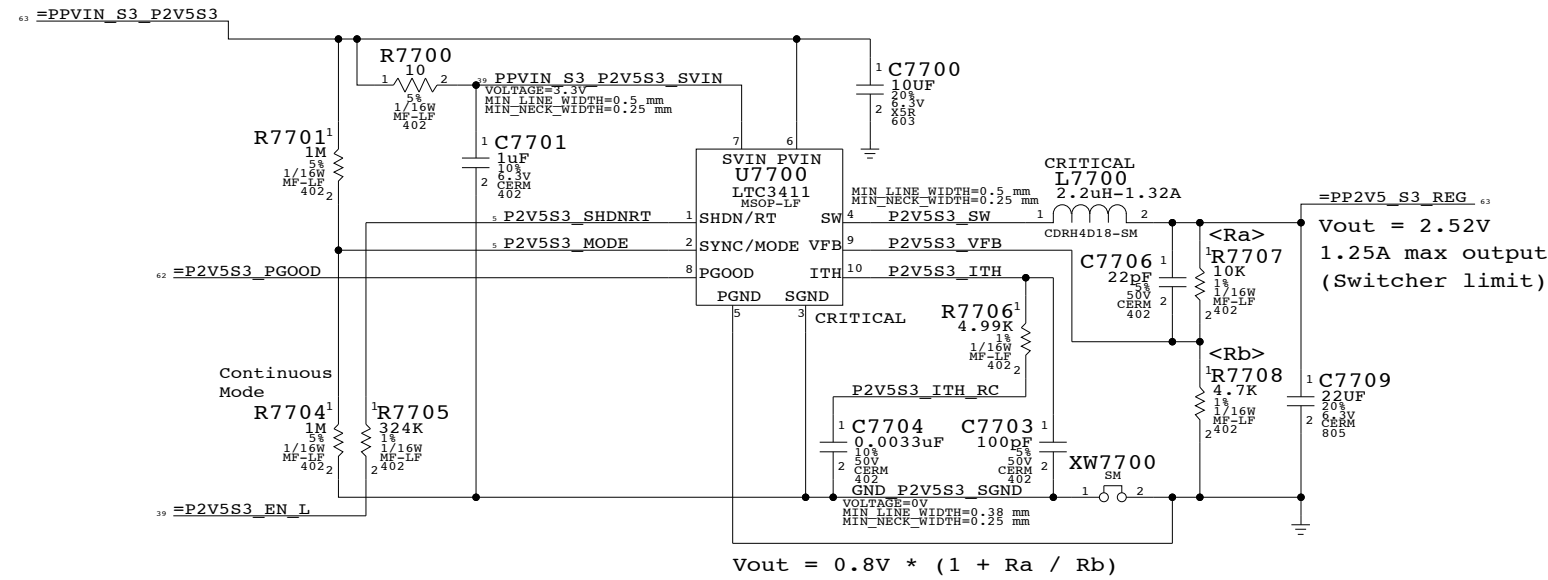 63 =PPVIN_S3_P2V5S3
R7700
10
1 2
5%
1/16W
MF-LF
402
39 PPVIN_S3_P2V5S3_SVIN
VOLTAGE=3.3V
MIN_LINE_WIDTH=0.5 mm
MIN_NECK_WIDTH=0.25 mm
1 C7700
10UF
20%
6.3V
2 X5R
603
R7701 1
1M
5%
1/16W
MF-LF
402 2
1 C7701
1uF
10%
6.3V
2 CERM
402
7 6
SVIN PVIN
U7700
LTC3411
MSOP-LF
CRITICAL
L7700
2.2uH-1.32A
MIN_LINE_WIDTH=0.5 mm
MIN_NECK_WIDTH=0.25 mm
5 P2V5S3_SHDNRT 1 SHDN/RT SW 4 P2V5S3_SW 1 2
CDRH4D18-SM
=PP2V5_S3_REG 63
Vout = 2.52V
1.25A max output
(Switcher limit)
5 P2V5S3_MODE 2 SYNC/MODE VFB 9 P2V5S3_VFB
62 =P2V5S3_PGOOD 8 PGOOD ITH 10 P2V5S3_ITH
PGND SGND
5 3
CRITICAL
C7706 1
22pF
5%
50V
CERM 2
402
<Ra>
1 R7707
10K
1%
1/16W
MF-LF
2 402
R7706 1
4.99K
1%
1/16W
MF-LF
402 2
<Rb>
1 R7708
4.7K
1%
1/16W
MF-LF
2 402
1 C7709
22UF
20%
6.3V
2 CERM
805
Continuous
Mode
R7704 1
1M
5%
1/16W
MF-LF
402 2
1 R7705
324K
1%
1/16W
MF-LF
2 402
P2V5S3_ITH_RC
1 C7704
0.0033uF
10%
50V
2 CERM
402
C7703 1
100pF
5%
50V
CERM 2
402
XW7700
SM
1 2
GND_P2V5S3_SGND
VOLTAGE=0V
MIN_LINE_WIDTH=0.38 mm
MIN_NECK_WIDTH=0.25 mm
39 =P2V5S3_EN_L
Vout = 0.8V * (1 + Ra / Rb)